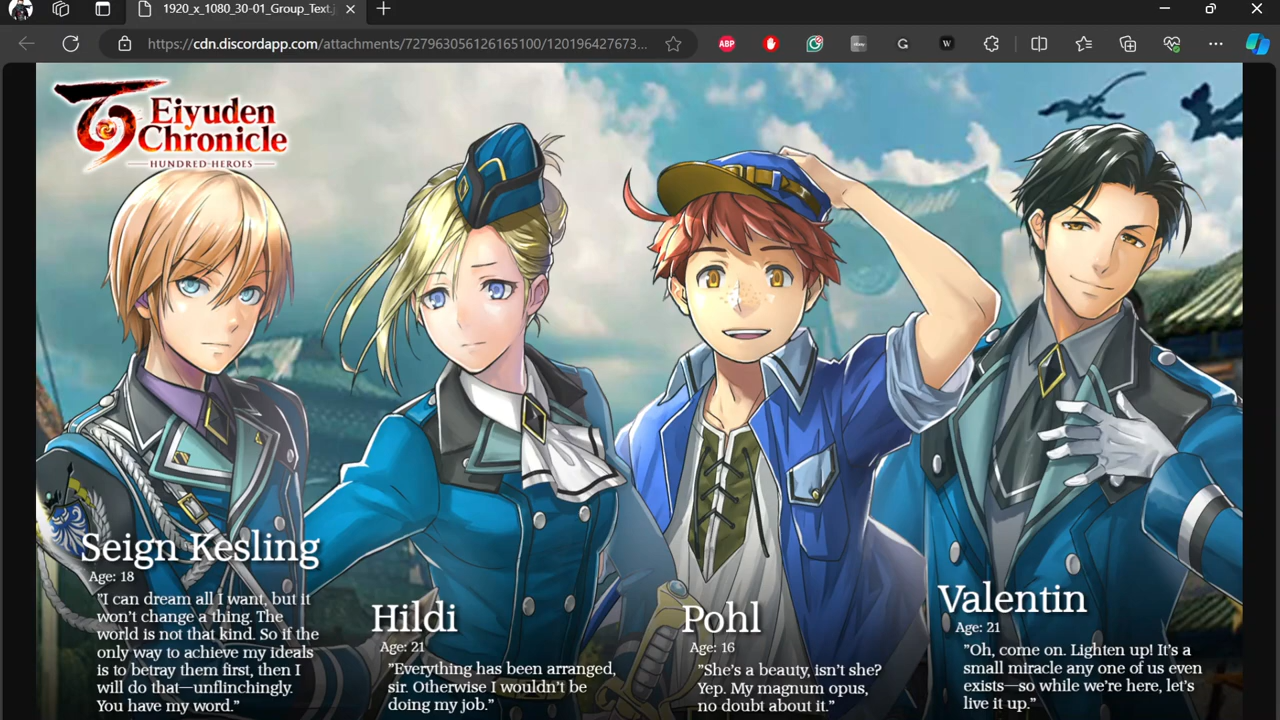 1920_x_1080_30-01_Group_Text.j
https://cdn.discordapp.com/attachments/727963056126165100/120196427673...
ABP
ebay
G
W
Eiyuden
Chronicle
HUNDRED HEROES
Seign Kesling
Age: 18
"I can dream all I want, but it
won't change a thing. The
world is not that kind. So if the
only way to achieve my ideals
is to betray them first, then I
will do that—unflinchingly.
You have my word."
Hildi
Age: 21
"Everything has been arranged,
sir. Otherwise I wouldn't be
doing my job."
Pohl
Age: 16
"She's a beauty, isn't she?
Yep. My magnum opus,
no doubt about it."
Valentin
Age: 21
"Oh, come on. Lighten up! It's a
small miracle any one of us even
exists—so while we're here, let's
live it up."